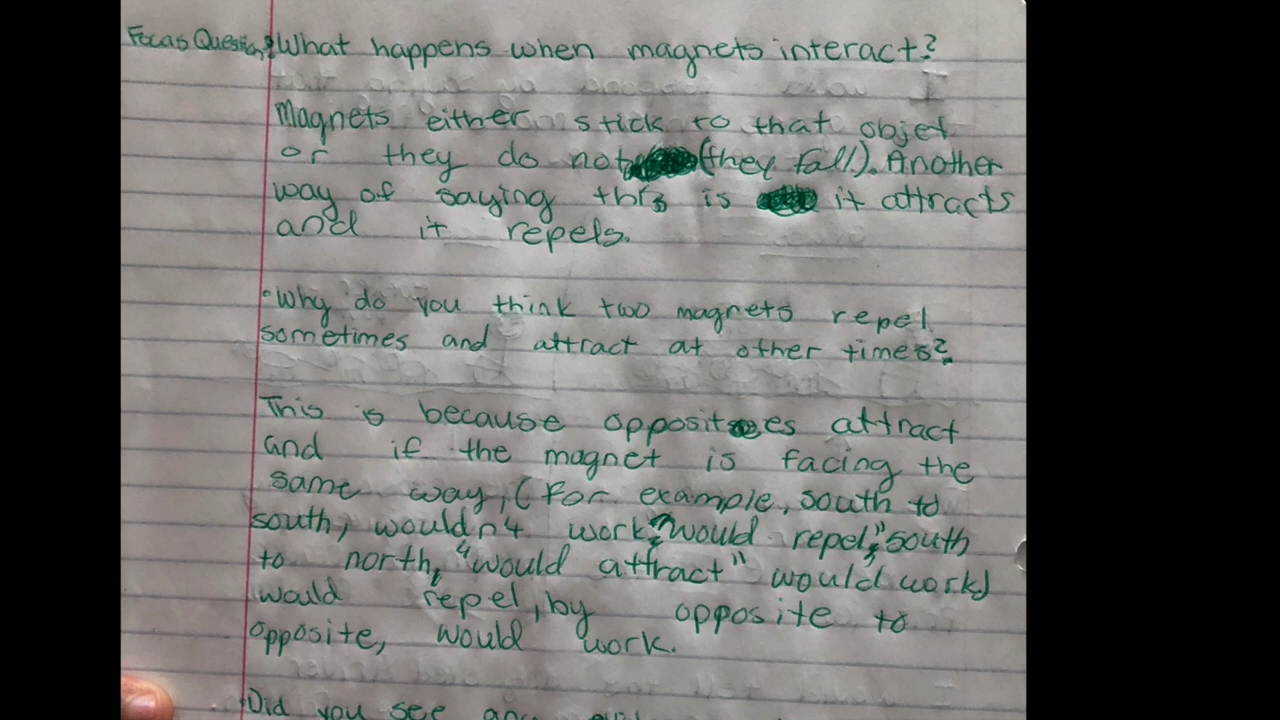 Focas Question: What happens when magnets interact?
Magnets either stick to that objet
or they do not (they fall). Another
way of saying this is it attracts
and it repels.
•Why do you think two magnets repel
sometimes and attract at other times?
This is because opposites attract
and if the magnet is facing the
same way, (for example, south to
south, wouldn4 work, "would repel," south
to north, "would attract" would work)
would repel, by opposite to
opposite, would work.
Did you see any